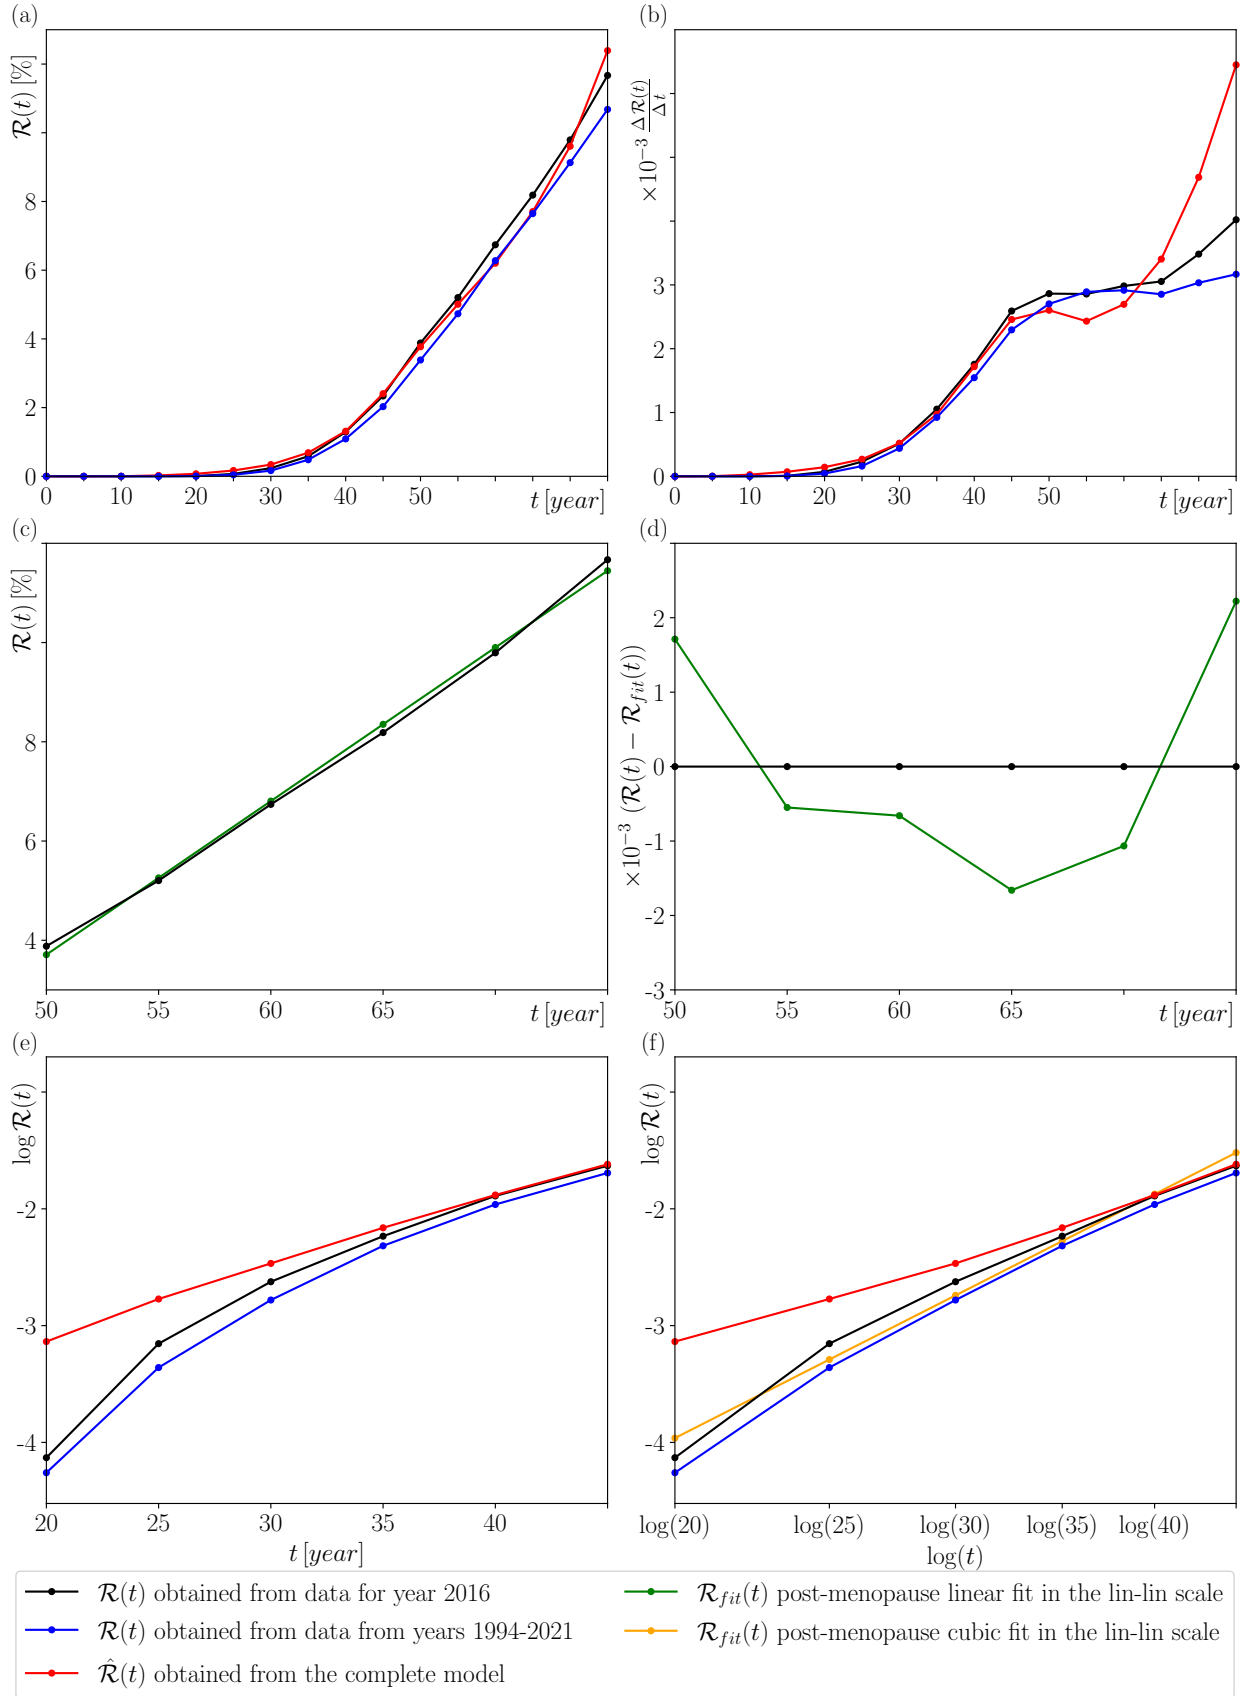 (a)
ℛ(t) [%]
8
6
4
2
0
0 10 20 30 40 50 t [year]
(b)
×10⁻³ Δℛ(t)/Δt
3
2
1
0
0 10 20 30 40 50 t [year]
(c)
ℛ(t) [%]
8
6
4
50 55 60 65 t [year]
(d)
×10⁻³ (ℛ(t) − ℛ_fit(t))
2
1
0
-1
-2
-3
50 55 60 65 t [year]
(e)
log ℛ(t)
-2
-3
-4
20 25 30 35 40
t [year]
(f)
log ℛ(t)
-2
-3
-4
log(20) log(25) log(30) log(35) log(40)
log(t)
ℛ(t) obtained from data for year 2016
ℛ(t) obtained from data from years 1994-2021
ℛ̂(t) obtained from the complete model
ℛ_fit(t) post-menopause linear fit in the lin-lin scale
ℛ_fit(t) post-menopause cubic fit in the lin-lin scale